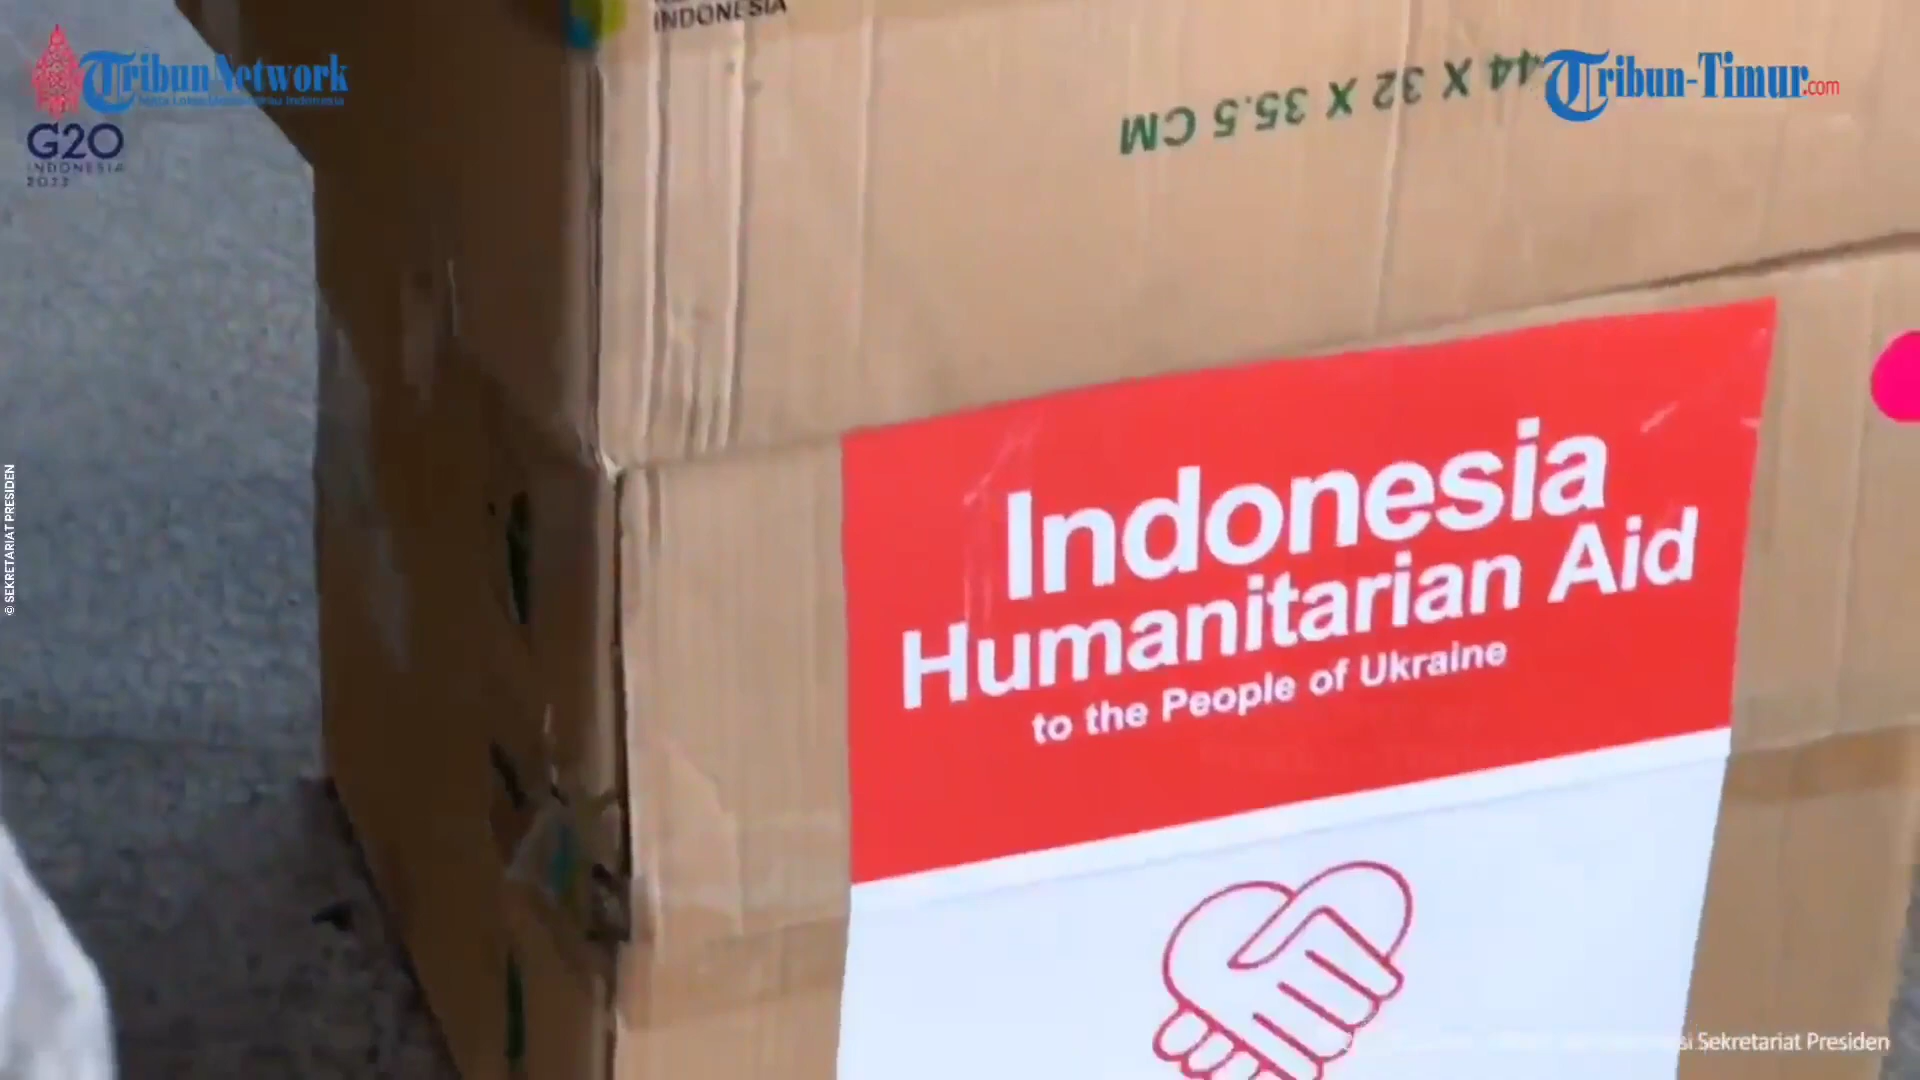 INDONESIA
Tribun Network
G20
INDONESIA
2022
44 X 32 X 35.5 CM
Tribun-Timur.com
Indonesia
Humanitarian Aid
to the People of Ukraine
© SEKRETARIAT PRESIDEN
Sekretariat Presiden